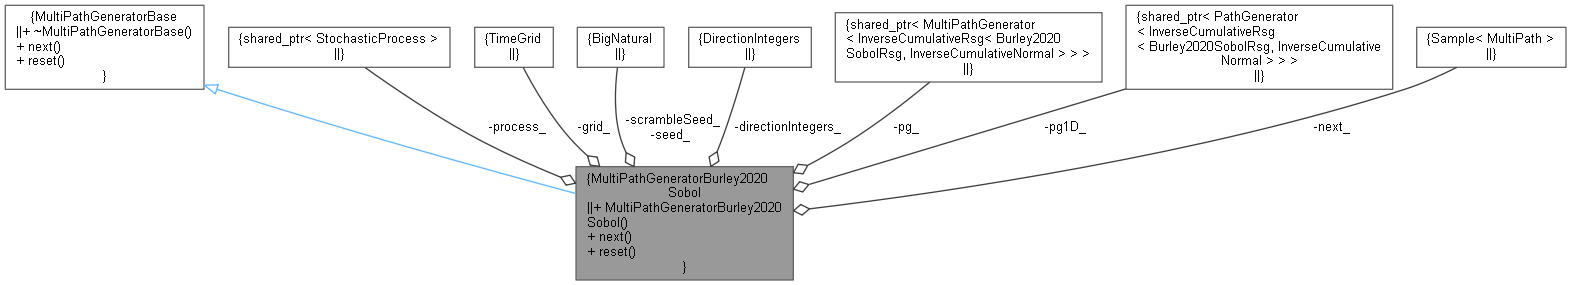 {MultiPathGeneratorBase
||+ ~MultiPathGeneratorBase()
+ next()
+ reset()
}
{shared_ptr< StochasticProcess >
||}
{TimeGrid
||}
{BigNatural
||}
{DirectionIntegers
||}
{shared_ptr< MultiPathGenerator
< InverseCumulativeRsg< Burley2020
SobolRsg, InverseCumulativeNormal > > >
||}
{shared_ptr< PathGenerator
< InverseCumulativeRsg
< Burley2020SobolRsg, InverseCumulative
Normal > > >
||}
{Sample< MultiPath >
||}
-process_
-grid_
-scrambleSeed_
-seed_
-directionIntegers_
-pg_
-pg1D_
-next_
{MultiPathGeneratorBurley2020
Sobol
||+ MultiPathGeneratorBurley2020
Sobol()
+ next()
+ reset()
}